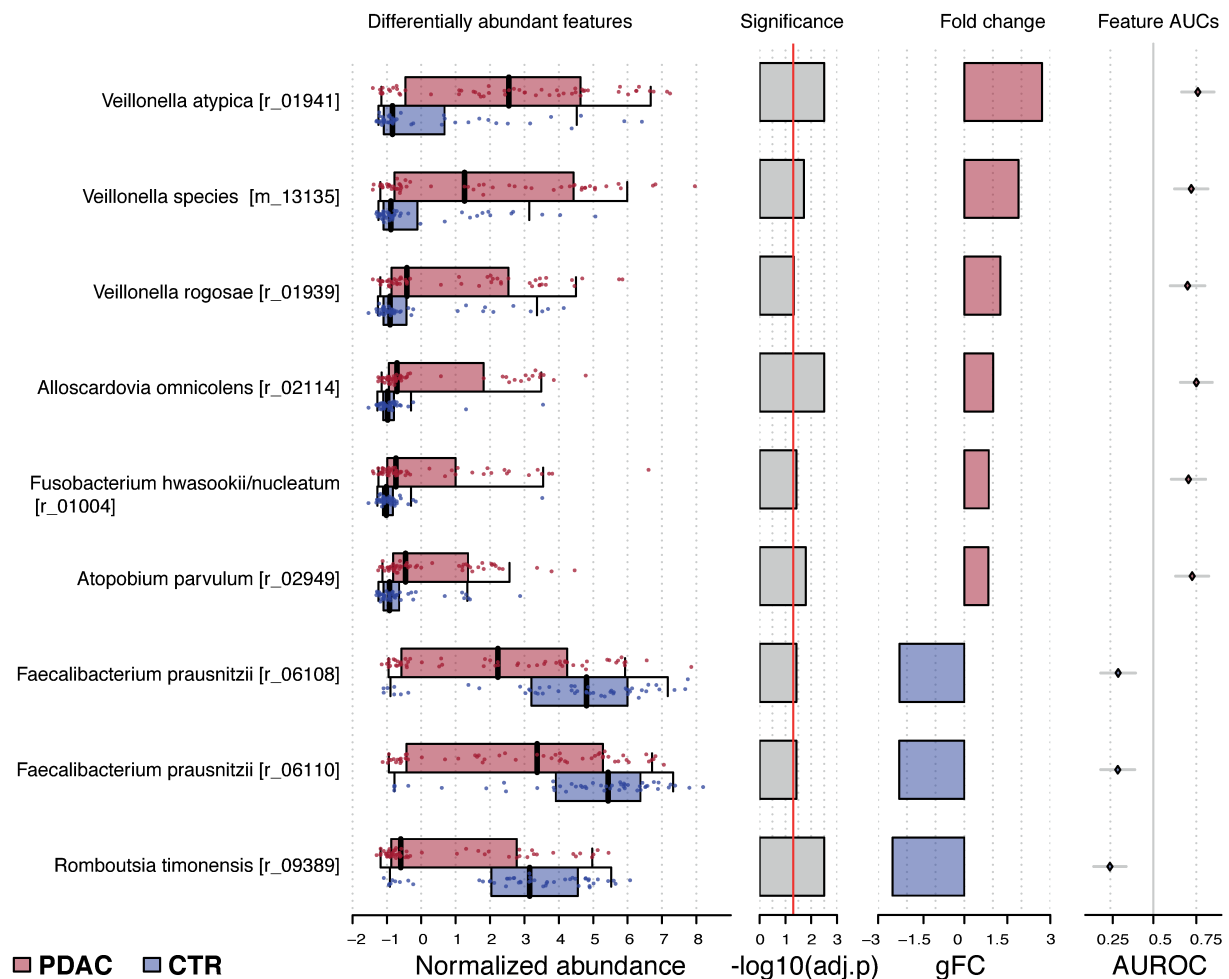 Differentially abundant features Significance Fold change Feature AUCs
Veillonella atypica [r_01941]
Veillonella species [m_13135]
Veillonella rogosae [r_01939]
Alloscardovia omnicolens [r_02114]
Fusobacterium hwasookii/nucleatum
[r_01004]
Atopobium parvulum [r_02949]
Faecalibacterium prausnitzii [r_06108]
Faecalibacterium prausnitzii [r_06110]
Romboutsia timonensis [r_09389]
−2 −1 0 1 2 3 4 5 6 7 8 0 1 2 3 −3 −1.5 0 1.5 3 0.25 0.5 0.75
PDAC CTR Normalized abundance -log10(adj.p) gFC AUROC